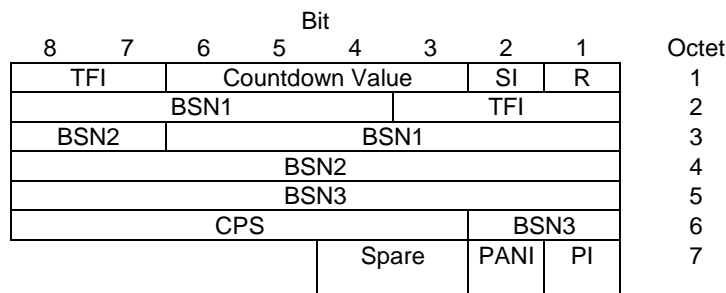 Bit
8 7 6 5 4 3 2 1 Octet
TFI Countdown Value SI R 1
BSN1 TFI 2
BSN2 BSN1 3
BSN2 4
BSN3 5
CPS BSN3 6
Spare PANI PI 7